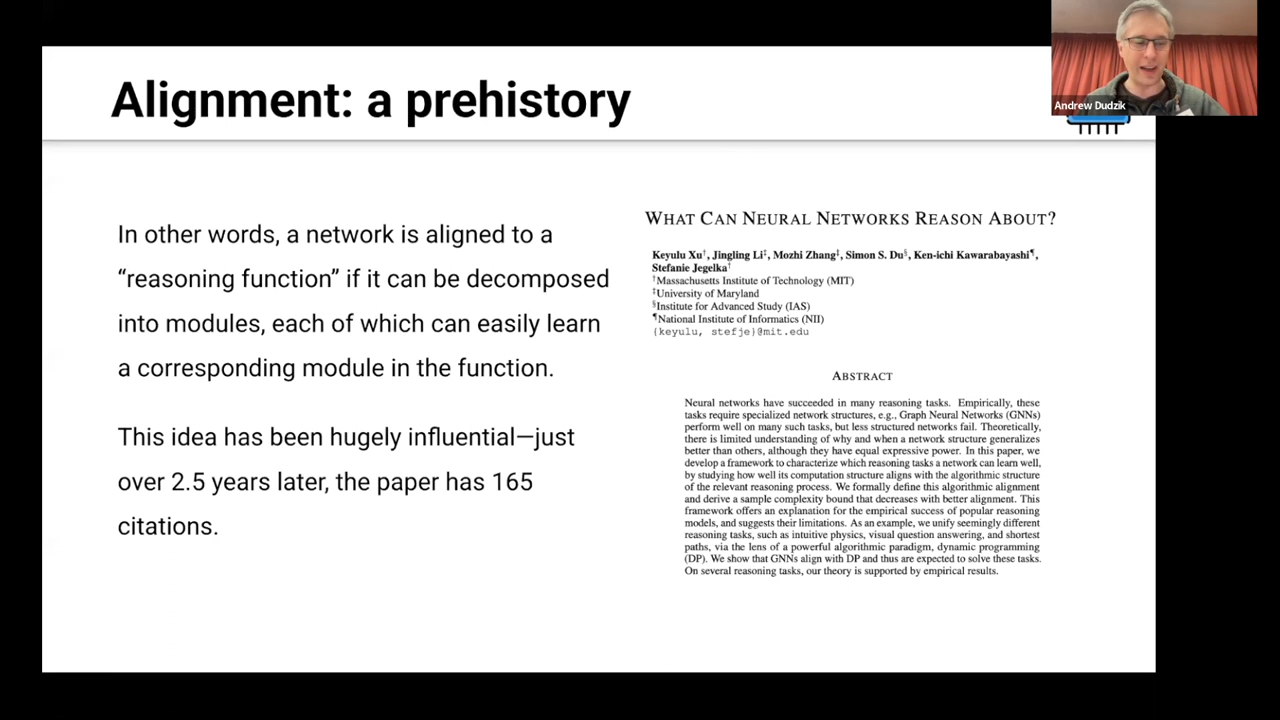 Alignment: a prehistory
Andrew Dudzik
In other words, a network is aligned to a
“reasoning function” if it can be decomposed
into modules, each of which can easily learn
a corresponding module in the function.
This idea has been hugely influential—just
over 2.5 years later, the paper has 165
citations.
WHAT CAN NEURAL NETWORKS REASON ABOUT?
Keyulu Xu†, Jingling Li‡, Mozhi Zhang‡, Simon S. Du§, Ken-ichi Kawarabayashi¶,
Stefanie Jegelka†
†Massachusetts Institute of Technology (MIT)
‡University of Maryland
§Institute for Advanced Study (IAS)
¶National Institute of Informatics (NII)
{keyulu, stefje}@mit.edu
ABSTRACT
Neural networks have succeeded in many reasoning tasks. Empirically, these
tasks require specialized network structures, e.g., Graph Neural Networks (GNNs)
perform well on many such tasks, but less structured networks fail. Theoretically,
there is limited understanding of why and when a network structure generalizes
better than others, although they have equal expressive power. In this paper, we
develop a framework to characterize which reasoning tasks a network can learn well,
by studying how well its computation structure aligns with the algorithmic structure
of the relevant reasoning process. We formally define this algorithmic alignment
and derive a sample complexity bound that decreases with better alignment. This
framework offers an explanation for the empirical success of popular reasoning
models, and suggests their limitations. As an example, we unify seemingly different
reasoning tasks, such as intuitive physics, visual question answering, and shortest
paths, via the lens of a powerful algorithmic paradigm, dynamic programming
(DP). We show that GNNs align with DP and thus are expected to solve these tasks.
On several reasoning tasks, our theory is supported by empirical results.